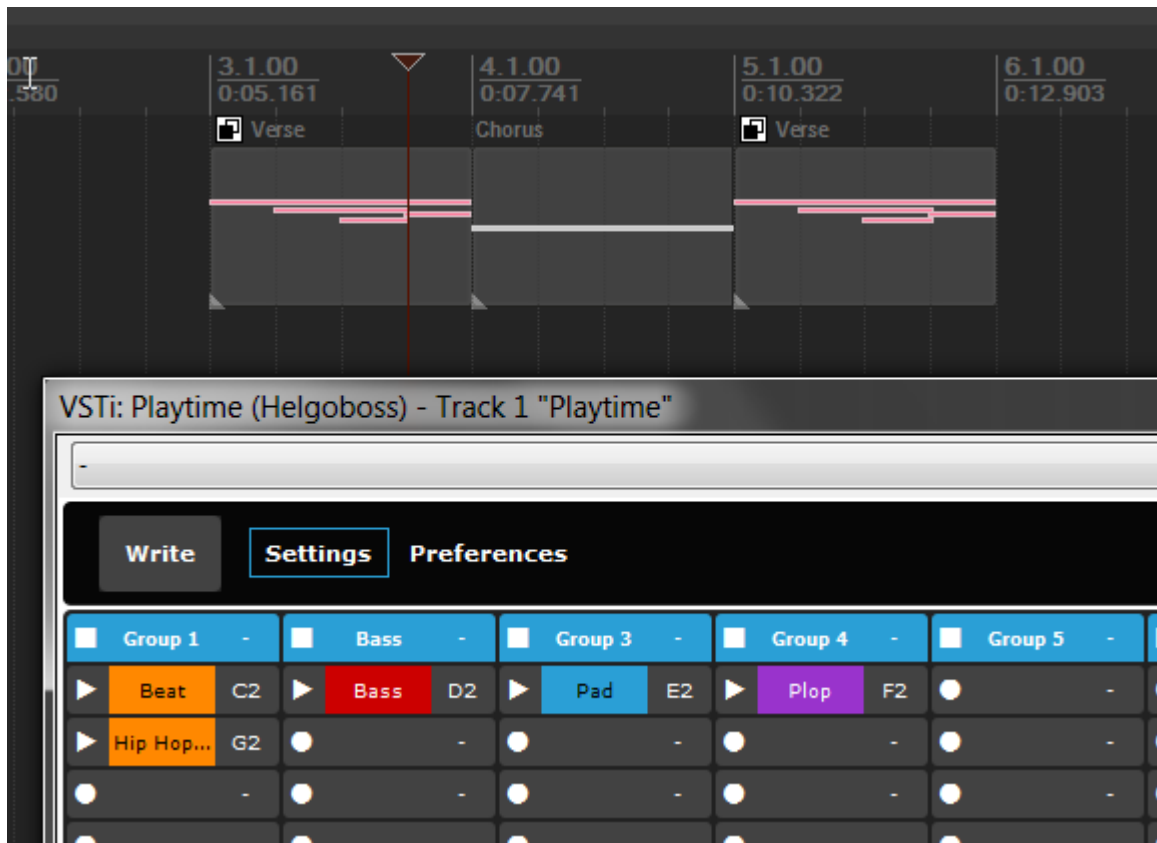 00 3.1.00 4.1.00 5.1.00 6.1.00
.580 0:05.161 0:07.741 0:10.322 0:12.903
Verse Chorus Verse
VSTi: Playtime (Helgoboss) - Track 1 "Playtime"
-
Write Settings Preferences
Group 1 - Bass - Group 3 - Group 4 - Group 5 -
Beat C2 Bass D2 Pad E2 Plop F2 -
Hip Hop... G2 - - - -
- - - - -